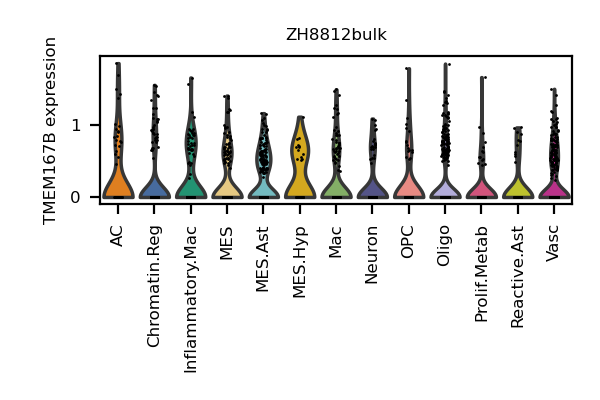 ZH8812bulk
TMEM167B expression
1
0
AC
Chromatin.Reg
Inflammatory.Mac
MES
MES.Ast
MES.Hyp
Mac
Neuron
OPC
Oligo
Prolif.Metab
Reactive.Ast
Vasc